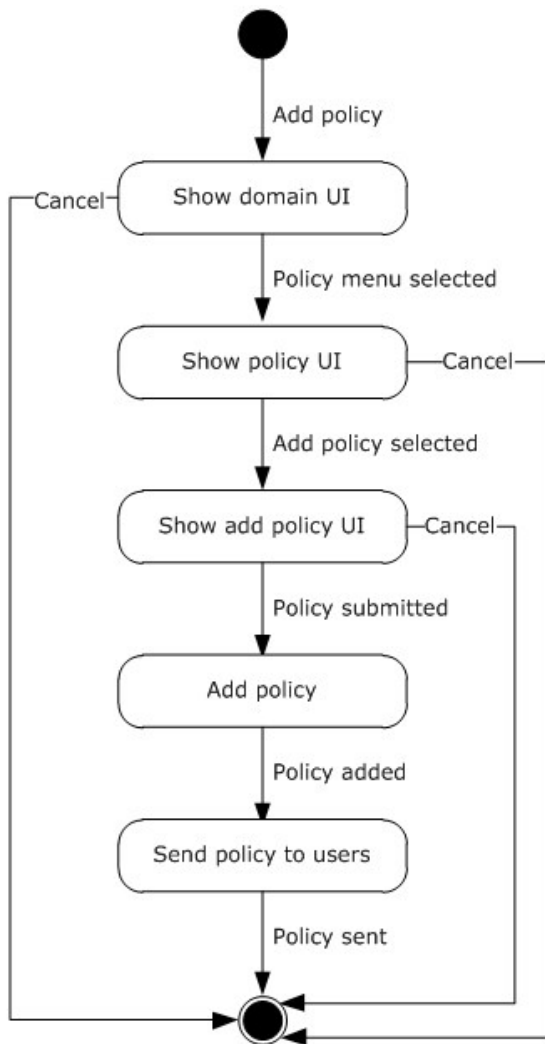 Add policy
Cancel
Show domain UI
Policy menu selected
Show policy UI
Cancel
Add policy selected
Show add policy UI
Cancel
Policy submitted
Add policy
Policy added
Send policy to users
Policy sent